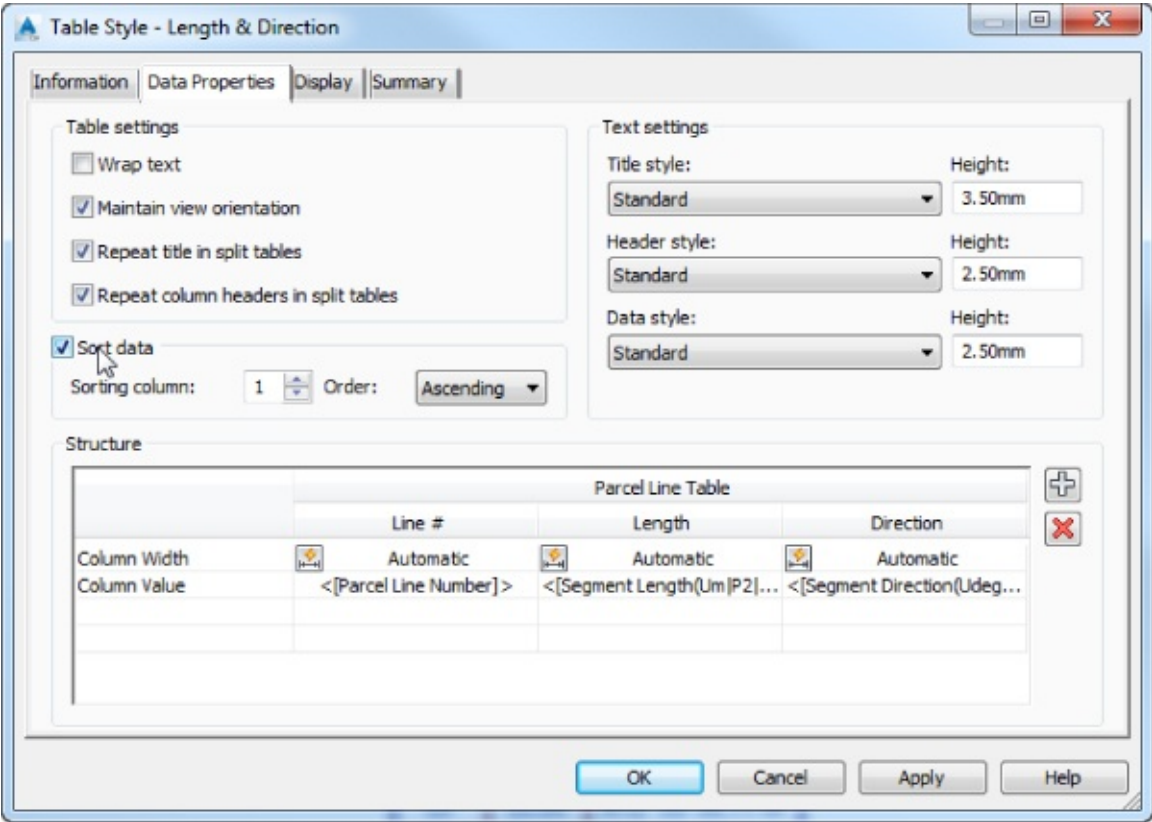 Table Style - Length & Direction
Information Data Properties Display Summary
Table settings
Wrap text
Maintain view orientation
Repeat title in split tables
Repeat column headers in split tables
Sort data
Sorting column: 1 Order: Ascending
Text settings
Title style: Height:
Standard 3.50mm
Header style: Height:
Standard 2.50mm
Data style: Height:
Standard 2.50mm
Structure
Parcel Line Table
Line # Length Direction
Column Width Automatic Automatic Automatic
Column Value <[Parcel Line Number]> <[Segment Length(Um|P2|... <[Segment Direction(Udeg...
OK Cancel Apply Help